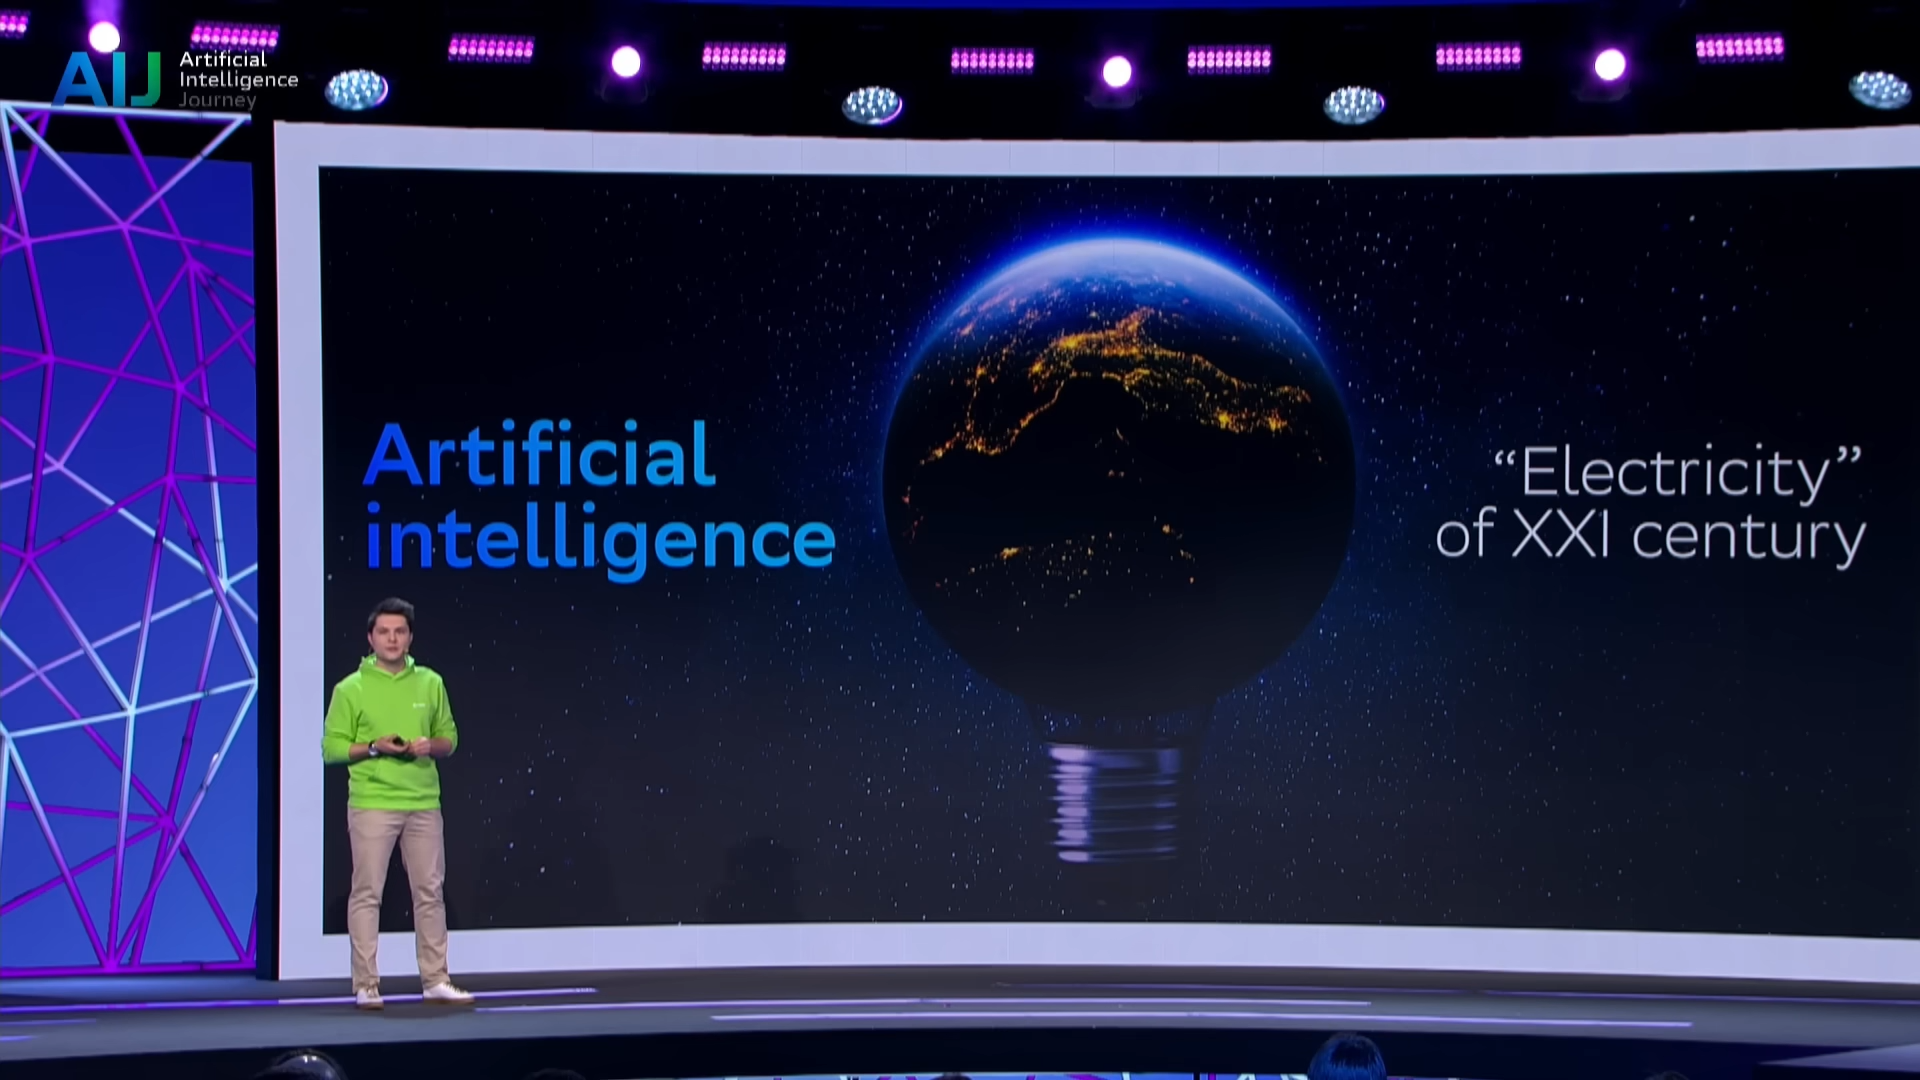 AIJ
Artificial
Intelligence
Journey
Artificial
intelligence
“Electricity”
of XXI century